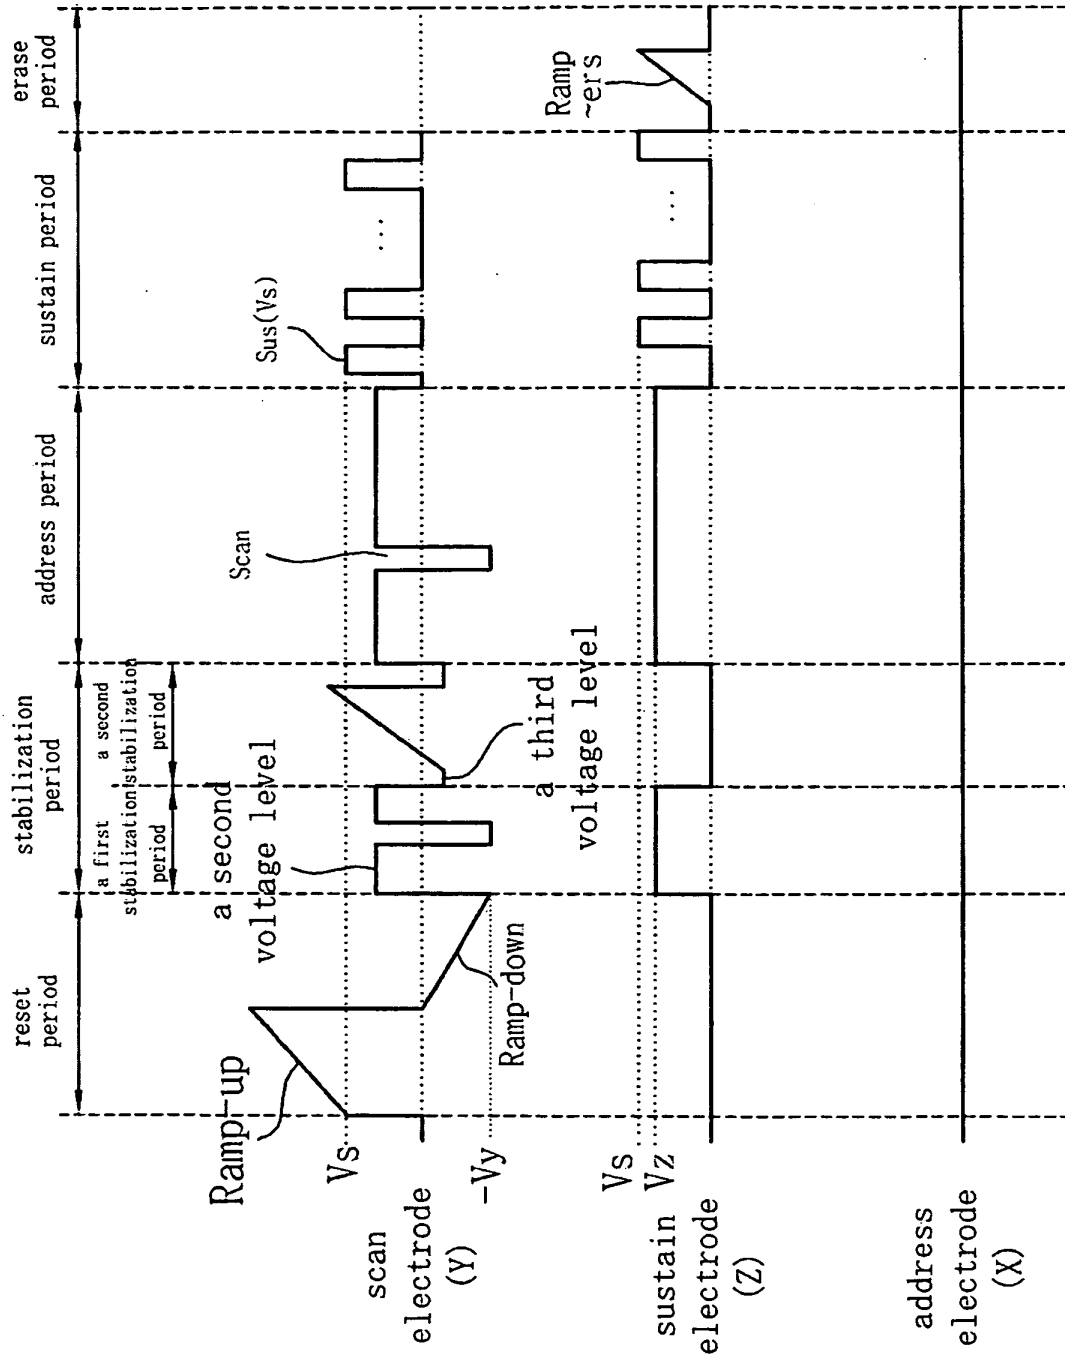 reset
period
stabilization
period
address period
sustain period
erase
period
a first
stabilization
period
a second
stabilization
period
Ramp-up
a second
voltage level
Scan
Sus(Vs)
Vs
scan
electrode
(Y)
-Vy
Ramp-down
a third
voltage level
Ramp
~ers
...
...
Vs
Vz
sustain
electrode
(Z)
address
electrode
(X)